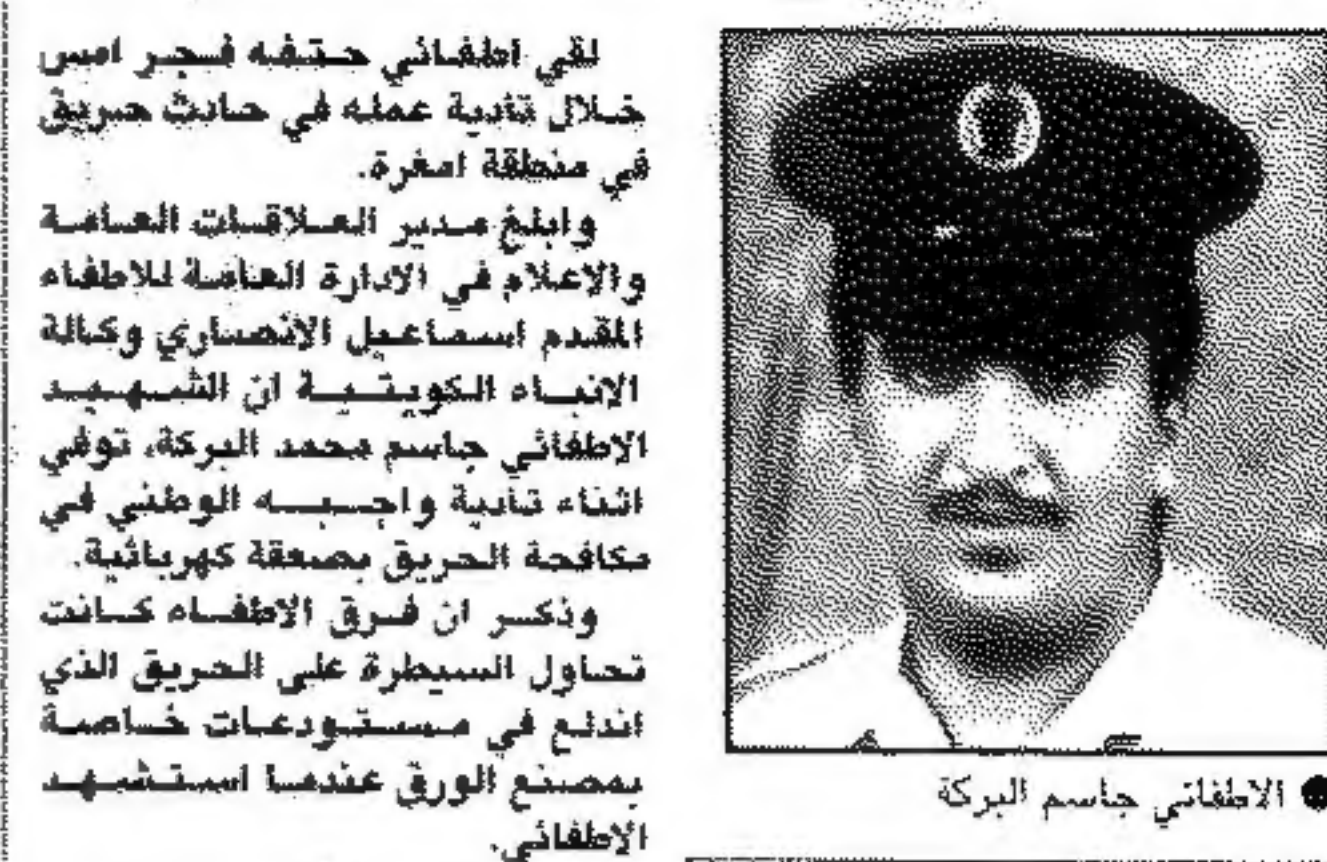 لقي اطفائي حتفه فجر امس
خلال تأدية عمله في حادث حريق
في منطقة امغرة.
وابلغ مدير العلاقات العامة
والاعلام في الادارة العامة للاطفاء
المقدم اسماعيل الانصاري وكالة
الانباء الكويتية ان الشهيد
الاطفائي جاسم محمد البركة، توفي
اثناء تأدية واجبه الوطني في
مكافحة الحريق بصعقة كهربائية.
وذكر ان فرق الاطفاء كانت
تحاول السيطرة على الحريق الذي
اندلع في مستودعات خاصة
بمصنع الورق عندما استشهد
الاطفائي.
● الاطفائي جاسم البركة